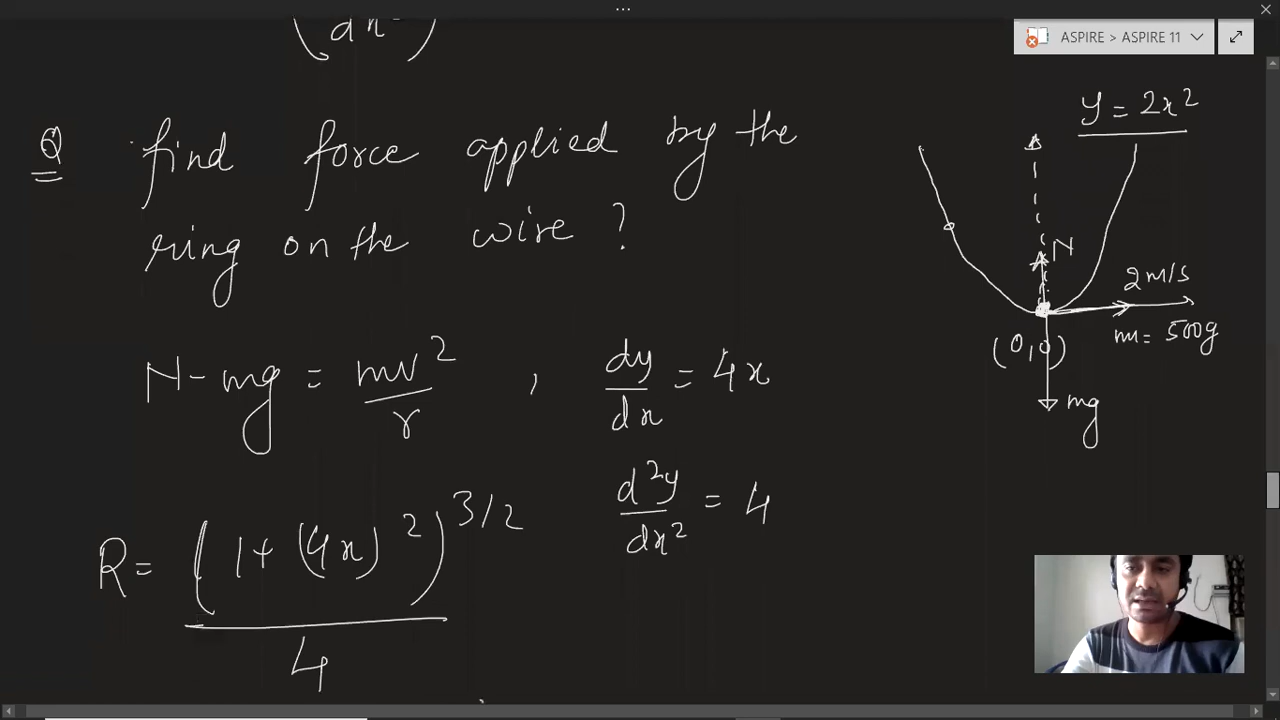 ...
ASPIRE > ASPIRE 11
(dx²)
y = 2x²
Q find force applied by the
ring on the wire ?
N
2 m/s
m = 500g
(0,0)
mg
N - mg = mv²/r , dy/dx = 4x
d²y/dx² = 4
R = (1 + (4x)²)^3/2 / 4